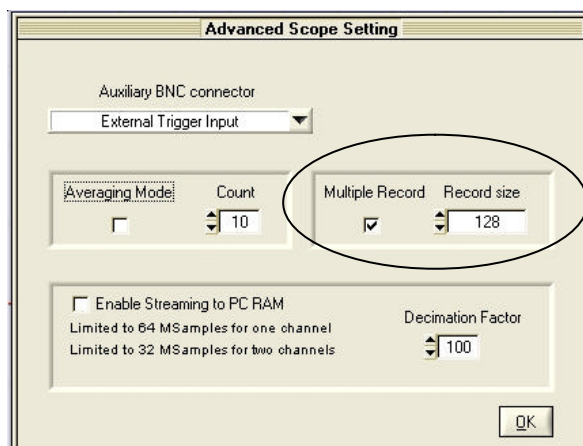 Advanced Scope Setting
Auxiliary BNC connector
External Trigger Input
Averaging Mode Count
10
Multiple Record Record size
128
Enable Streaming to PC RAM
Limited to 64 MSamples for one channel
Limited to 32 MSamples for two channels
Decimation Factor
100
OK